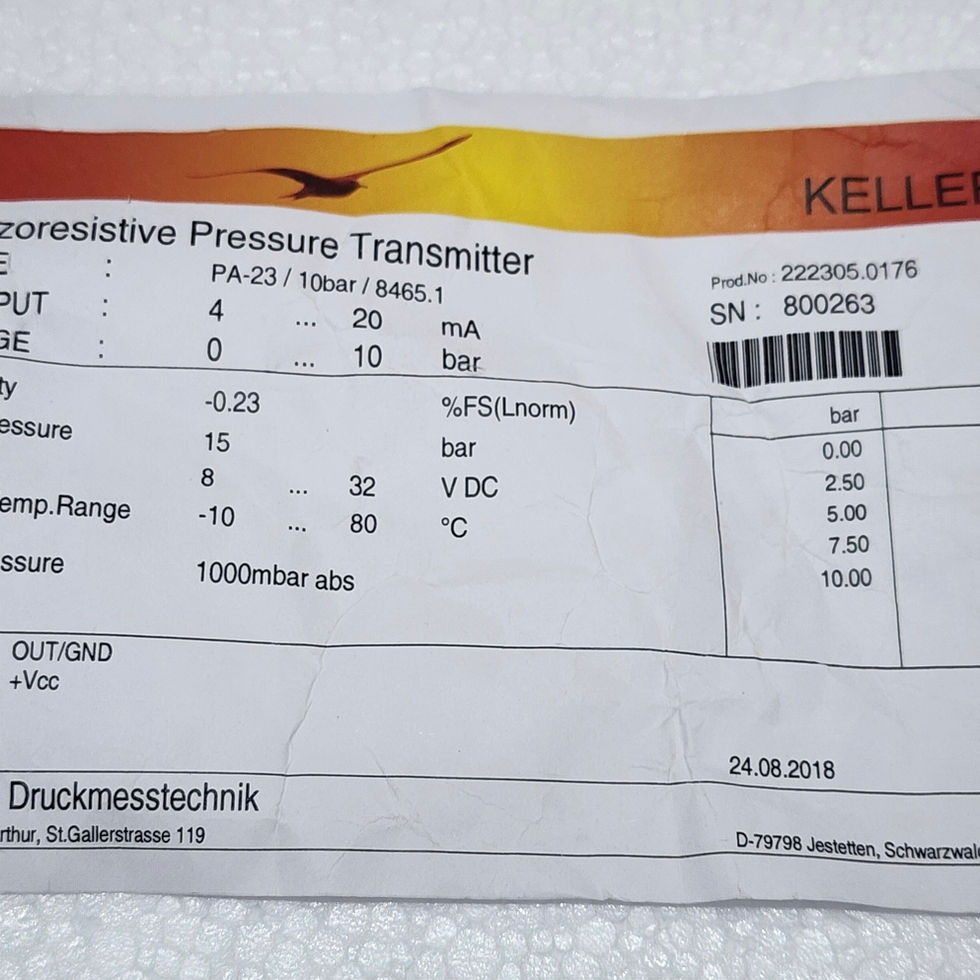 KELLER
zoresistive Pressure Transmitter
E : PA-23 / 10bar / 8465.1
Prod.No : 222305.0176
PUT : 4 ... 20 mA
SN : 800263
GE : 0 ... 10 bar
ty -0.23 %FS(Lnorm)
bar
essure 15 bar
0.00
8 ... 32 V DC
2.50
emp.Range -10 ... 80 °C
5.00
7.50
ssure 1000mbar abs
10.00
OUT/GND
+Vcc
24.08.2018
Druckmesstechnik
rthur, St.Gallerstrasse 119
D-79798 Jestetten, Schwarzwal